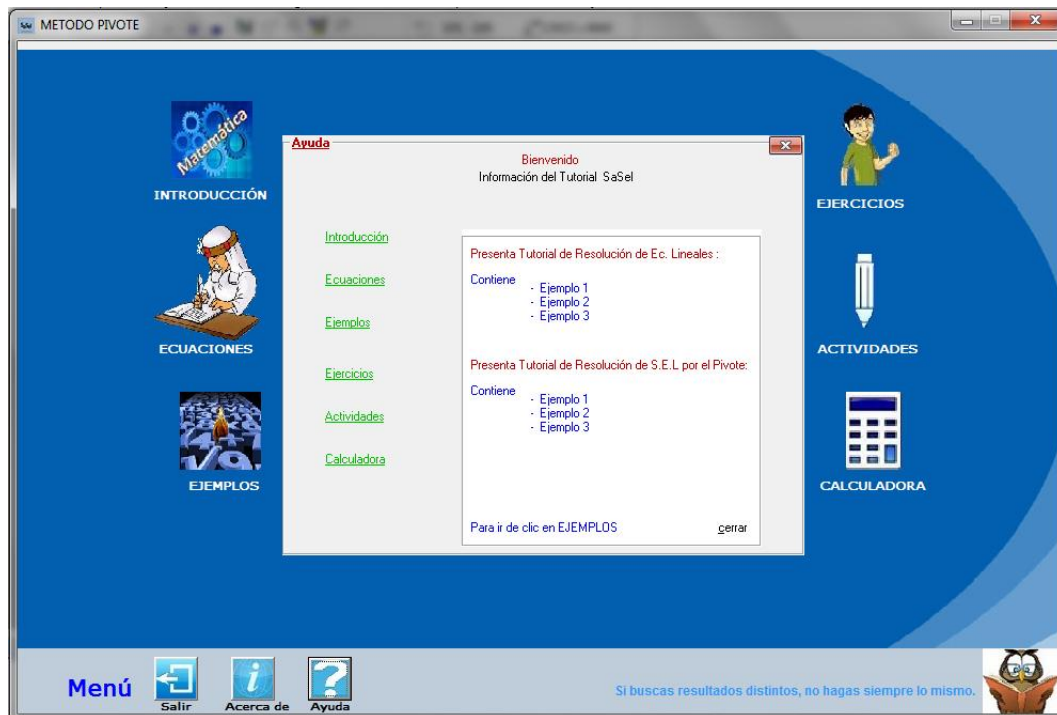 METODO PIVOTE
Matemática
INTRODUCCIÓN
ECUACIONES
EJEMPLOS
Ayuda
Bienvenido
Información del Tutorial SaSel
Introducción
Ecuaciones
Ejemplos
Ejercicios
Actividades
Calculadora
Presenta Tutorial de Resolución de Ec. Lineales :
Contiene
- Ejemplo 1
- Ejemplo 2
- Ejemplo 3
Presenta Tutorial de Resolución de S.E.L por el Pivote:
Contiene
- Ejemplo 1
- Ejemplo 2
- Ejemplo 3
Para ir de clic en EJEMPLOS
cerrar
EJERCICIOS
ACTIVIDADES
CALCULADORA
Menú
Salir
Acerca de
Ayuda
Si buscas resultados distintos, no hagas siempre lo mismo.